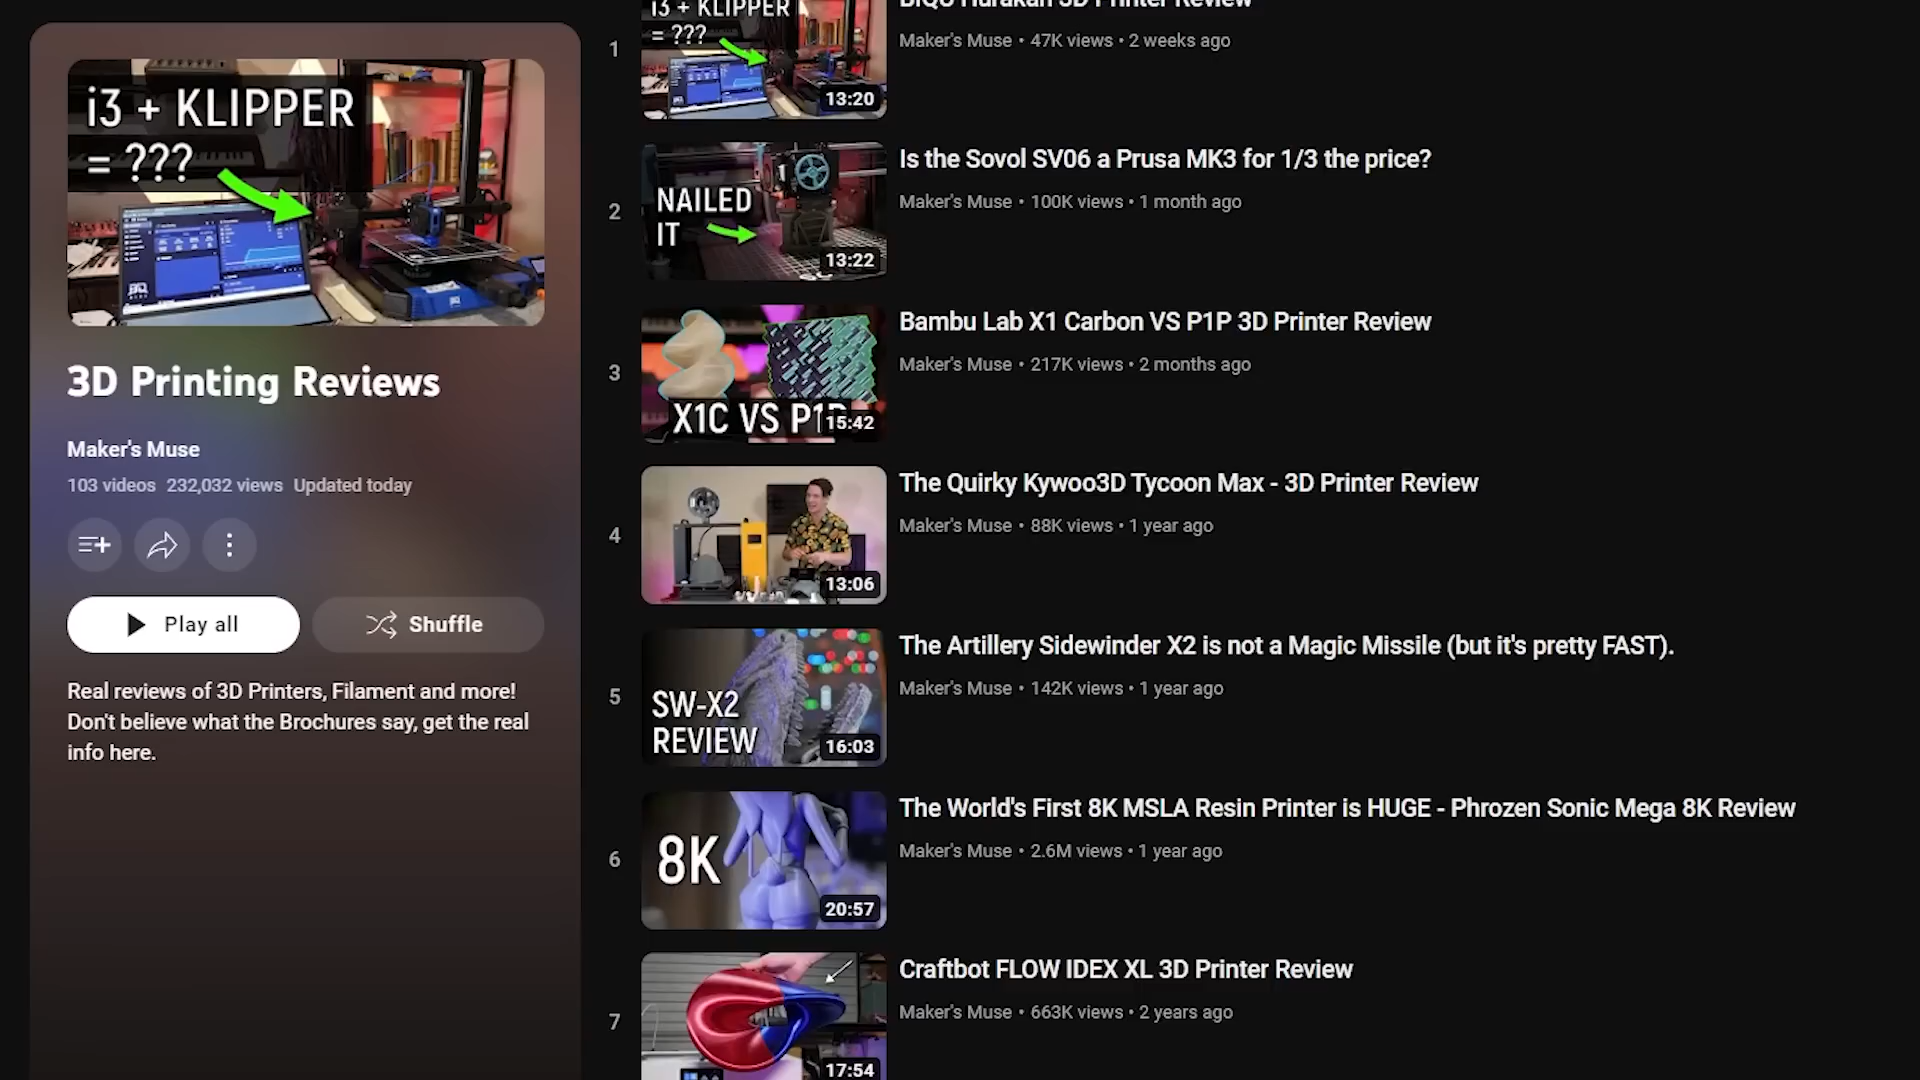 i3 + KLIPPER
= ???
3D Printing Reviews
Maker's Muse
103 videos 232,032 views Updated today
Play all
Shuffle
Real reviews of 3D Printers, Filament and more!
Don't believe what the Brochures say, get the real
info here.
1
i3 + KLIPPER
= ???
13:20
BIQU Hurakan 3D Printer Review
Maker's Muse • 47K views • 2 weeks ago
2
NAILED
IT
13:22
Is the Sovol SV06 a Prusa MK3 for 1/3 the price?
Maker's Muse • 100K views • 1 month ago
3
X1C VS P1P
15:42
Bambu Lab X1 Carbon VS P1P 3D Printer Review
Maker's Muse • 217K views • 2 months ago
4
13:06
The Quirky Kywoo3D Tycoon Max - 3D Printer Review
Maker's Muse • 88K views • 1 year ago
5
SW-X2
REVIEW
16:03
The Artillery Sidewinder X2 is not a Magic Missile (but it's pretty FAST).
Maker's Muse • 142K views • 1 year ago
6
8K
20:57
The World's First 8K MSLA Resin Printer is HUGE - Phrozen Sonic Mega 8K Review
Maker's Muse • 2.6M views • 1 year ago
7
17:54
Craftbot FLOW IDEX XL 3D Printer Review
Maker's Muse • 663K views • 2 years ago